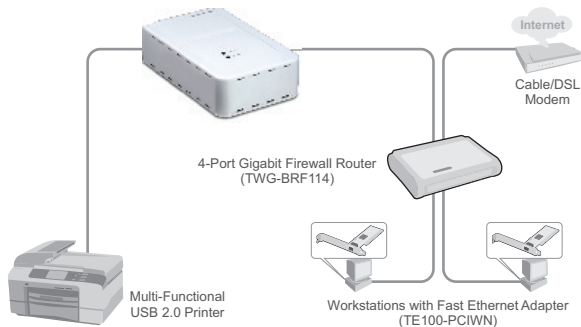 Internet
Cable/DSL
Modem
4-Port Gigabit Firewall Router
(TWG-BRF114)
Multi-Functional
USB 2.0 Printer
Workstations with Fast Ethernet Adapter
(TE100-PCIWN)